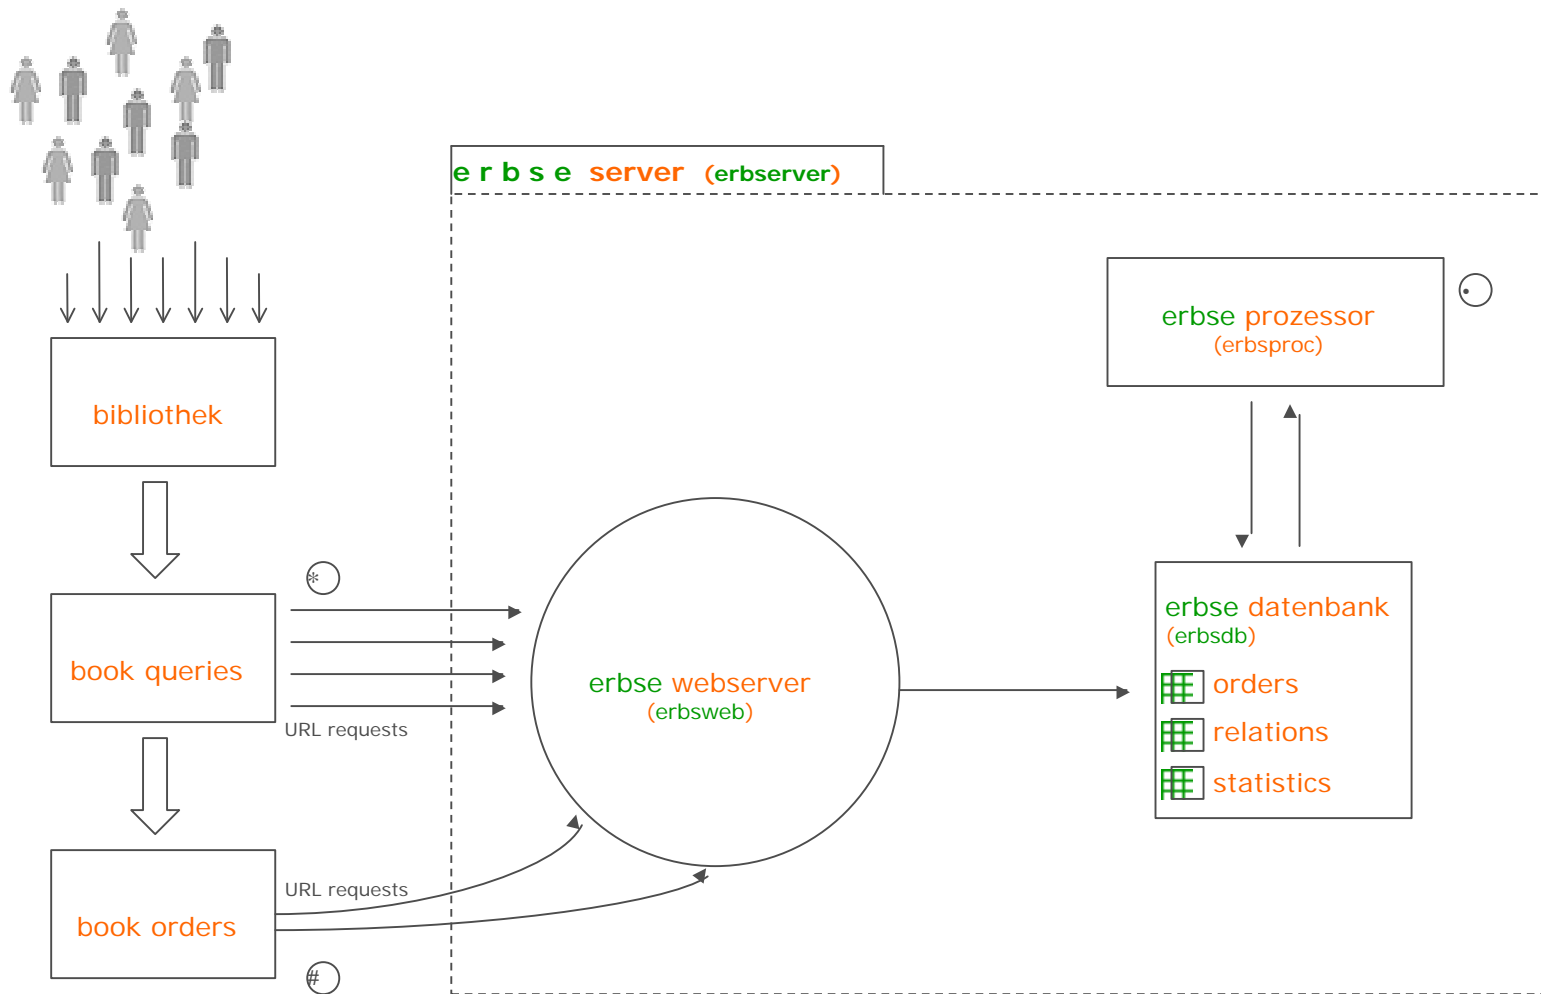 erbse server (erbserver)
erbse prozessor
(erbsproc)
bibliothek
*
book queries
URL requests
erbse webserver
(erbsweb)
erbse datenbank
(erbsdb)
orders
relations
statistics
URL requests
book orders
#